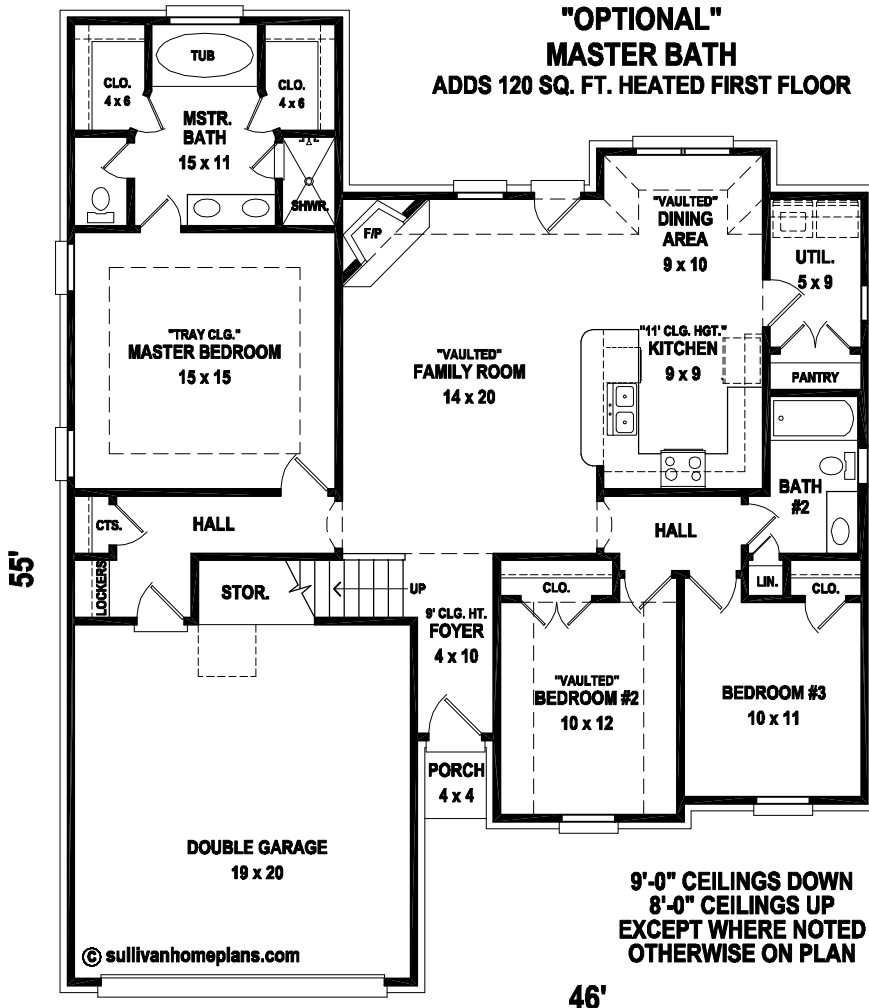 "OPTIONAL"
MASTER BATH
ADDS 120 SQ. FT. HEATED FIRST FLOOR
TUB
CLO.
4 x 6
CLO.
4 x 6
MSTR.
BATH
15 x 11
SHWR.
F/P
"VAULTED"
DINING
AREA
9 x 10
UTIL.
5 x 9
"TRAY CLG."
MASTER BEDROOM
15 x 15
"VAULTED"
FAMILY ROOM
14 x 20
"11' CLG. HGT."
KITCHEN
9 x 9
PANTRY
BATH
#2
CTS.
HALL
HALL
55'
LOCKERS
STOR.
UP
CLO.
LIN.
CLO.
9' CLG. HT.
FOYER
4 x 10
"VAULTED"
BEDROOM #2
10 x 12
BEDROOM #3
10 x 11
PORCH
4 x 4
DOUBLE GARAGE
19 x 20
9'-0" CEILINGS DOWN
8'-0" CEILINGS UP
EXCEPT WHERE NOTED
OTHERWISE ON PLAN
© sullivanhomeplans.com
46'